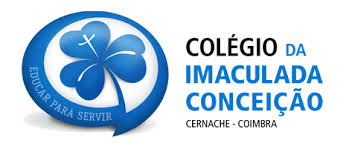 EDUCAR PARA SERVIR
COLÉGIO DA
IMACULADA
CONCEIÇÃO
CERNACHE - COIMBRA